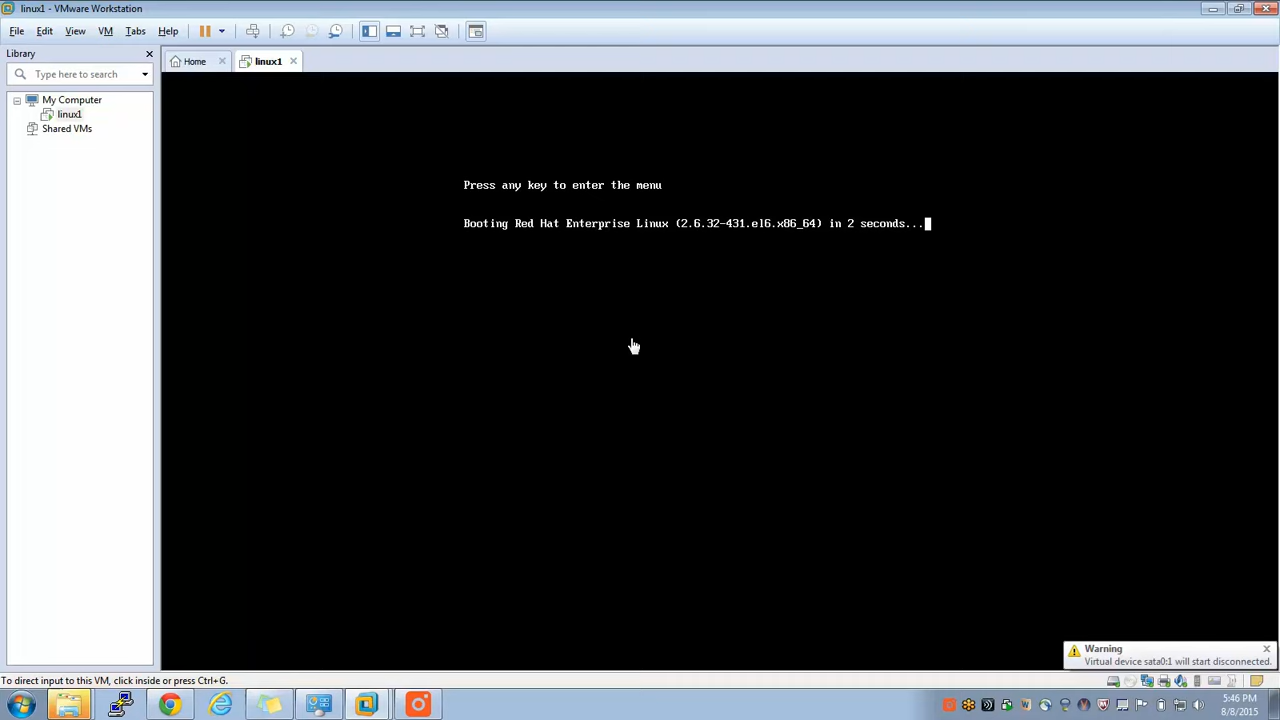 linux1 - VMware Workstation
File Edit View VM Tabs Help
Library
Type here to search
My Computer
linux1
Shared VMs
Home
linux1
Press any key to enter the menu
Booting Red Hat Enterprise Linux (2.6.32-431.el6.x86_64) in 2 seconds...
Warning
Virtual device sata0:1 will start disconnected.
To direct input to this VM, click inside or press Ctrl+G.
5:46 PM
8/8/2015